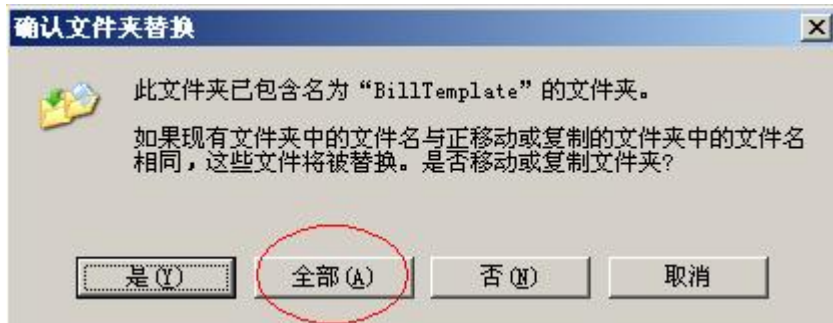 确认文件夹替换
此文件夹已包含名为“BillTemplate”的文件夹。
如果现有文件夹中的文件名与正移动或复制的文件夹中的文件名
相同，这些文件将被替换。是否移动或复制文件夹?
是(Y) 全部(A) 否(N) 取消